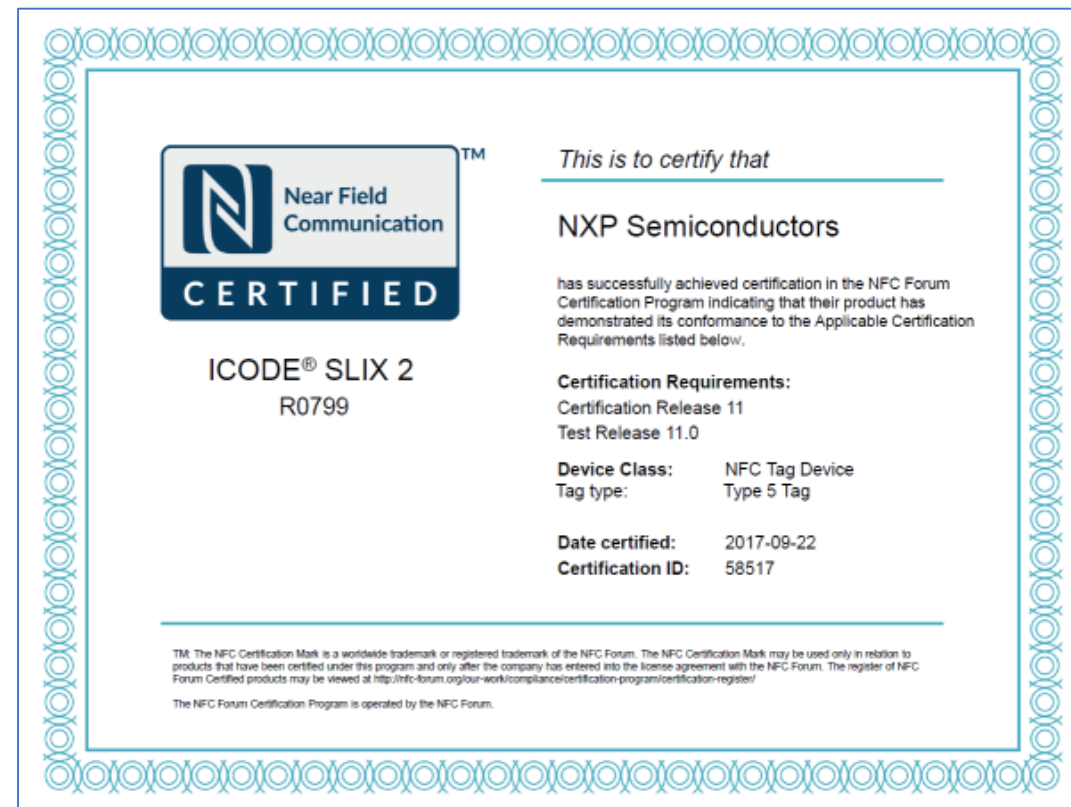 Near Field
Communication
TM
CERTIFIED
ICODE® SLIX 2
R0799
This is to certify that
NXP Semiconductors
has successfully achieved certification in the NFC Forum
Certification Program indicating that their product has
demonstrated its conformance to the Applicable Certification
Requirements listed below.
Certification Requirements:
Certification Release 11
Test Release 11.0
Device Class: NFC Tag Device
Tag type: Type 5 Tag
Date certified: 2017-09-22
Certification ID: 58517
TM: The NFC Certification Mark is a worldwide trademark or registered trademark of the NFC Forum. The NFC Certification Mark may be used only in relation to
products that have been certified under this program and only after the company has entered into the license agreement with the NFC Forum. The register of NFC
Forum Certified products may be viewed at http://nfc-forum.org/our-work/compliance/certification-program/certification-register/
The NFC Forum Certification Program is operated by the NFC Forum.